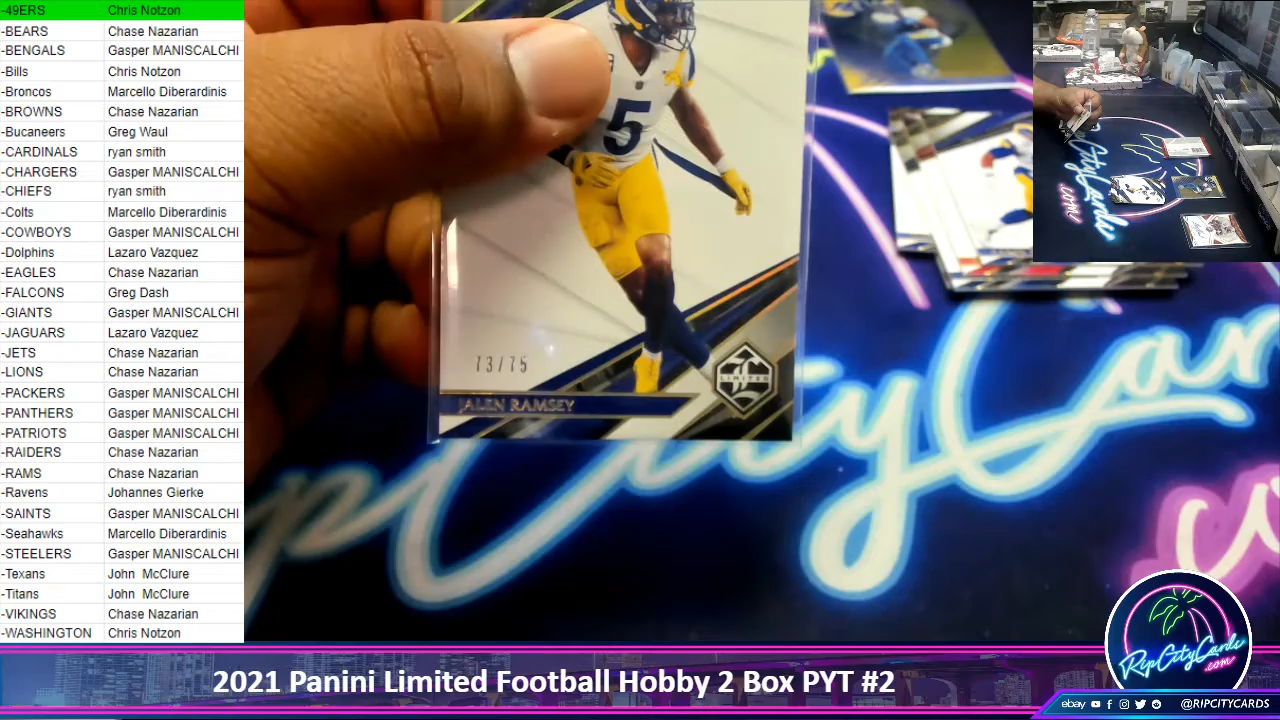 -49ERS Chris Notzon
-BEARS Chase Nazarian
-BENGALS Gasper MANISCALCHI
-Bills Chris Notzon
-Broncos Marcello Diberardinis
-BROWNS Chase Nazarian
-Bucaneers Greg Waul
-CARDINALS ryan smith
-CHARGERS Gasper MANISCALCHI
-CHIEFS ryan smith
-Colts Marcello Diberardinis
-COWBOYS Gasper MANISCALCHI
-Dolphins Lazaro Vazquez
-EAGLES Chase Nazarian
-FALCONS Greg Dash
-GIANTS Gasper MANISCALCHI
-JAGUARS Lazaro Vazquez
-JETS Chase Nazarian
-LIONS Chase Nazarian
-PACKERS Gasper MANISCALCHI
-PANTHERS Gasper MANISCALCHI
-PATRIOTS Gasper MANISCALCHI
-RAIDERS Chase Nazarian
-RAMS Chase Nazarian
-Ravens Johannes Gierke
-SAINTS Gasper MANISCALCHI
-Seahawks Marcello Diberardinis
-STEELERS Gasper MANISCALCHI
-Texans John McClure
-Titans John McClure
-VIKINGS Chase Nazarian
-WASHINGTON Chris Notzon
5
73/75
LIMITED
JALEN RAMSEY
RipCityCards
.com
2021 Panini Limited Football Hobby 2 Box PYT #2
ebay @RIPCITYCARDS